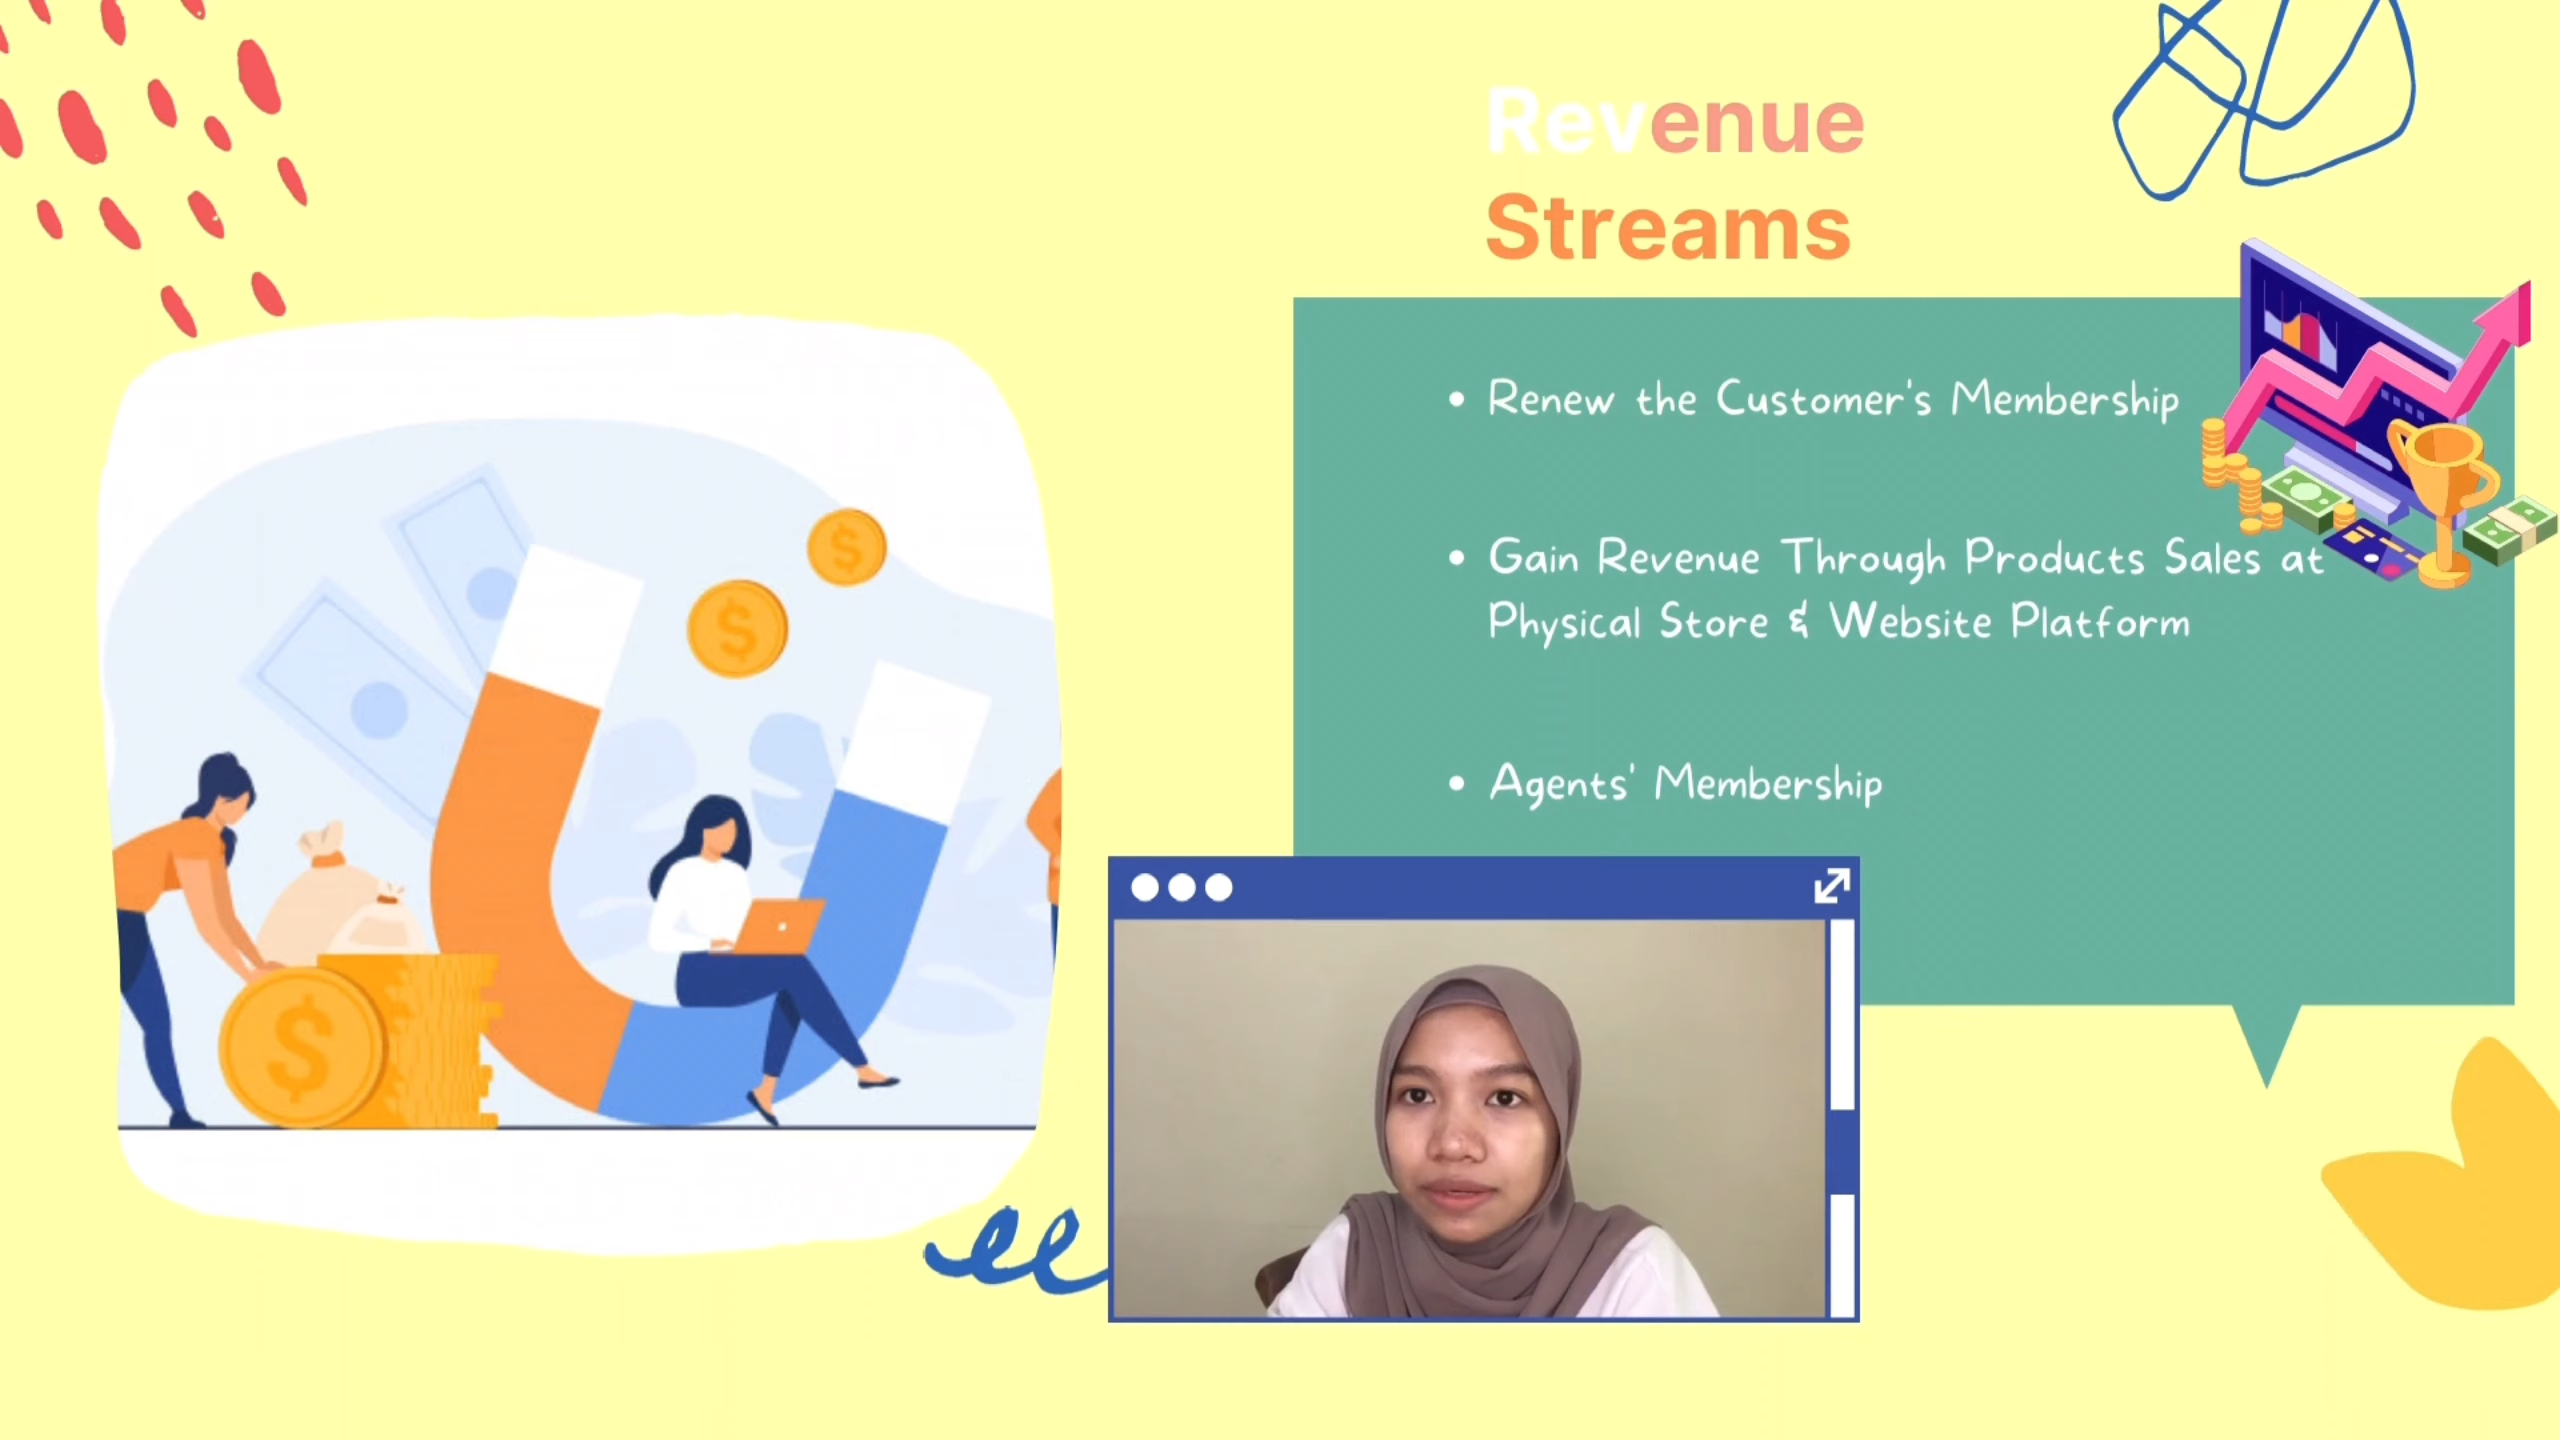 Revenue
Streams
• Renew the Customer's Membership
• Gain Revenue Through Products Sales at
Physical Store & Website Platform
• Agents' Membership
$
$
$